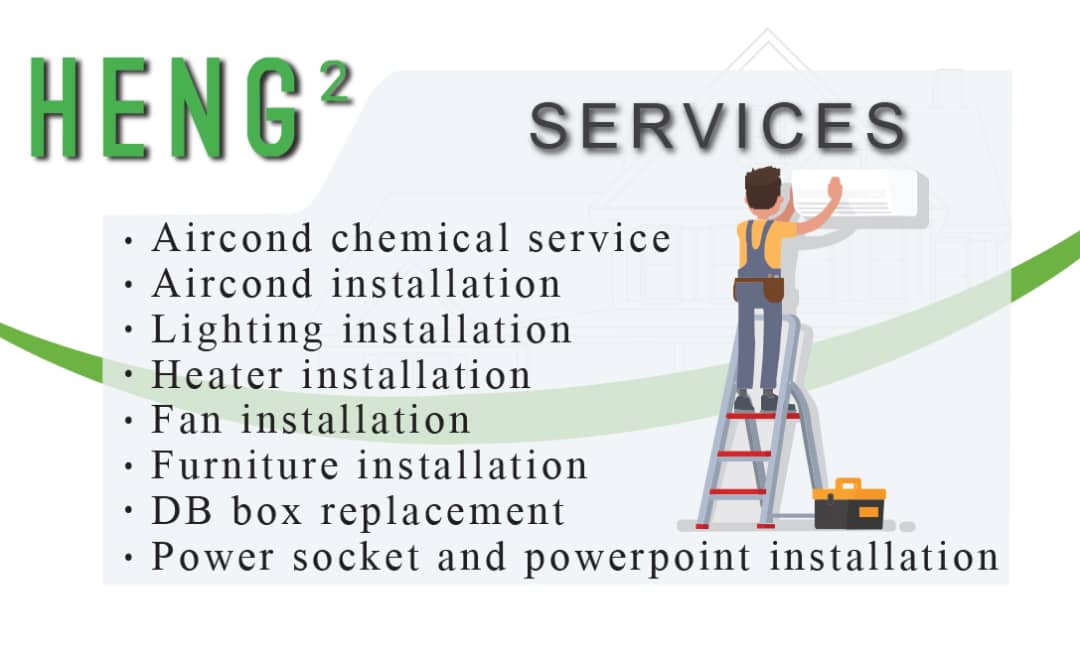 HENG²
SERVICES
· Aircond chemical service
· Aircond installation
· Lighting installation
· Heater installation
· Fan installation
· Furniture installation
· DB box replacement
· Power socket and powerpoint installation